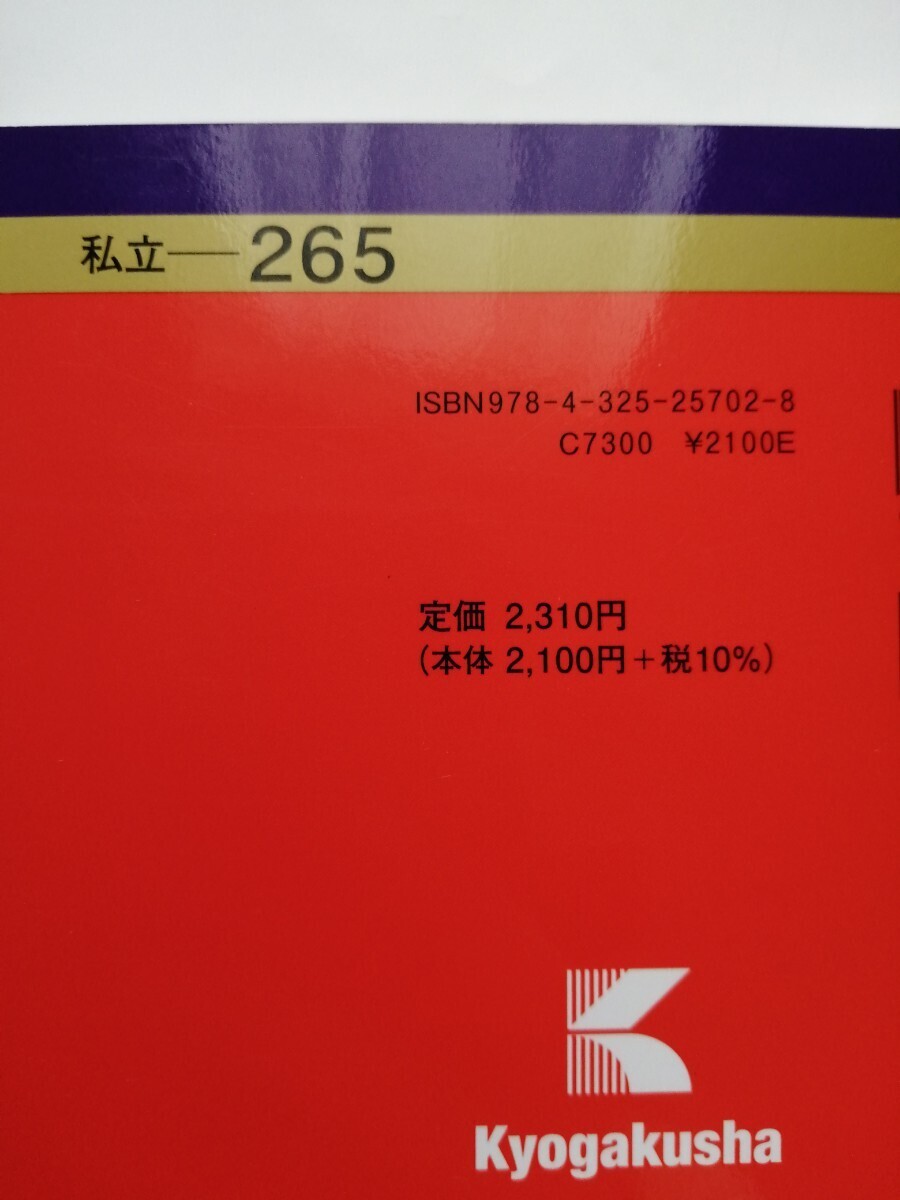 私立―265
ISBN978-4-325-25702-8
C7300 ¥2100E
定価 2,310円
(本体 2,100円+税10%)
Kyogakusha